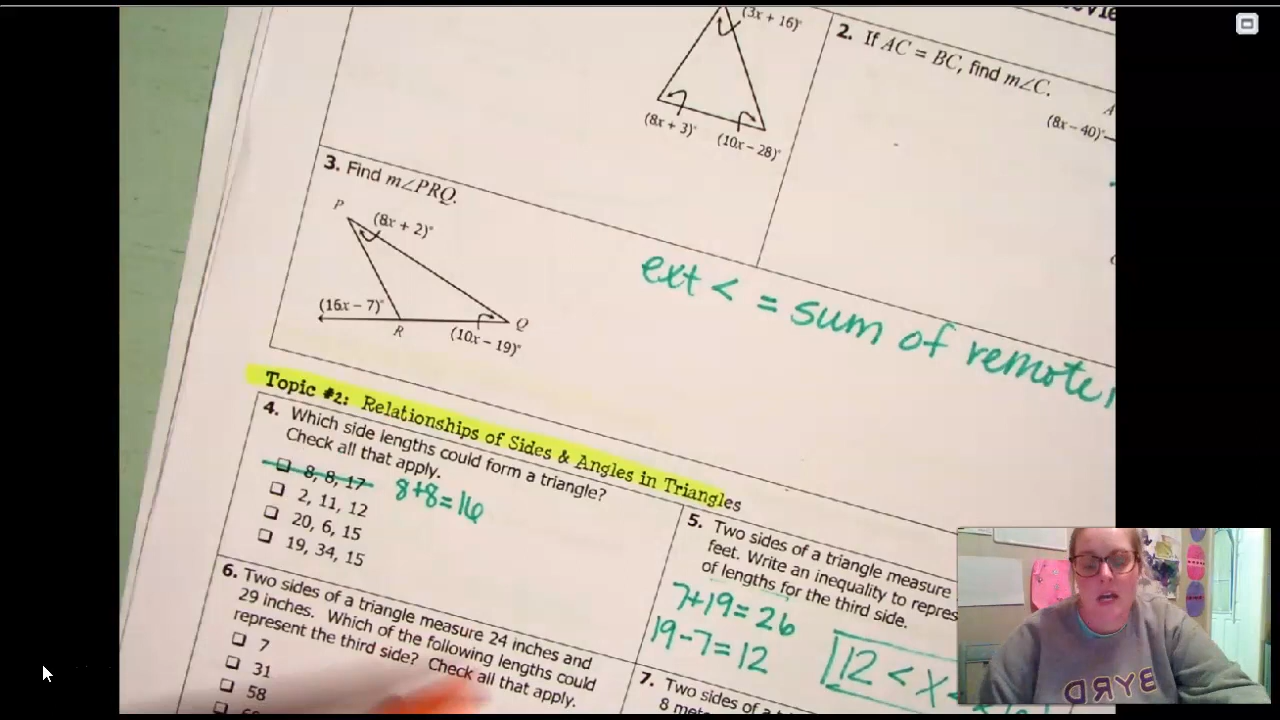 (3x + 16)°
(8x + 3)°
(10x − 28)°
2. If AC = BC, find m∠C.
A
(8x − 40)°
3. Find m∠PRQ.
P
(8x + 2)°
(16x − 7)°
R
(10x − 19)°
Q
ext < = sum of remote
Topic #2: Relationships of Sides & Angles in Triangles
4. Which side lengths could form a triangle?
Check all that apply.
8, 8, 17
8+8=16
2, 11, 12
20, 6, 15
19, 34, 15
5. Two sides of a triangle measure
feet. Write an inequality to repres
of lengths for the third side.
7+19=26
19-7=12
12 < x <
6. Two sides of a triangle measure 24 inches and
29 inches. Which of the following lengths could
represent the third side? Check all that apply.
7
31
58
7. Two sides of a
8 met
BYRD